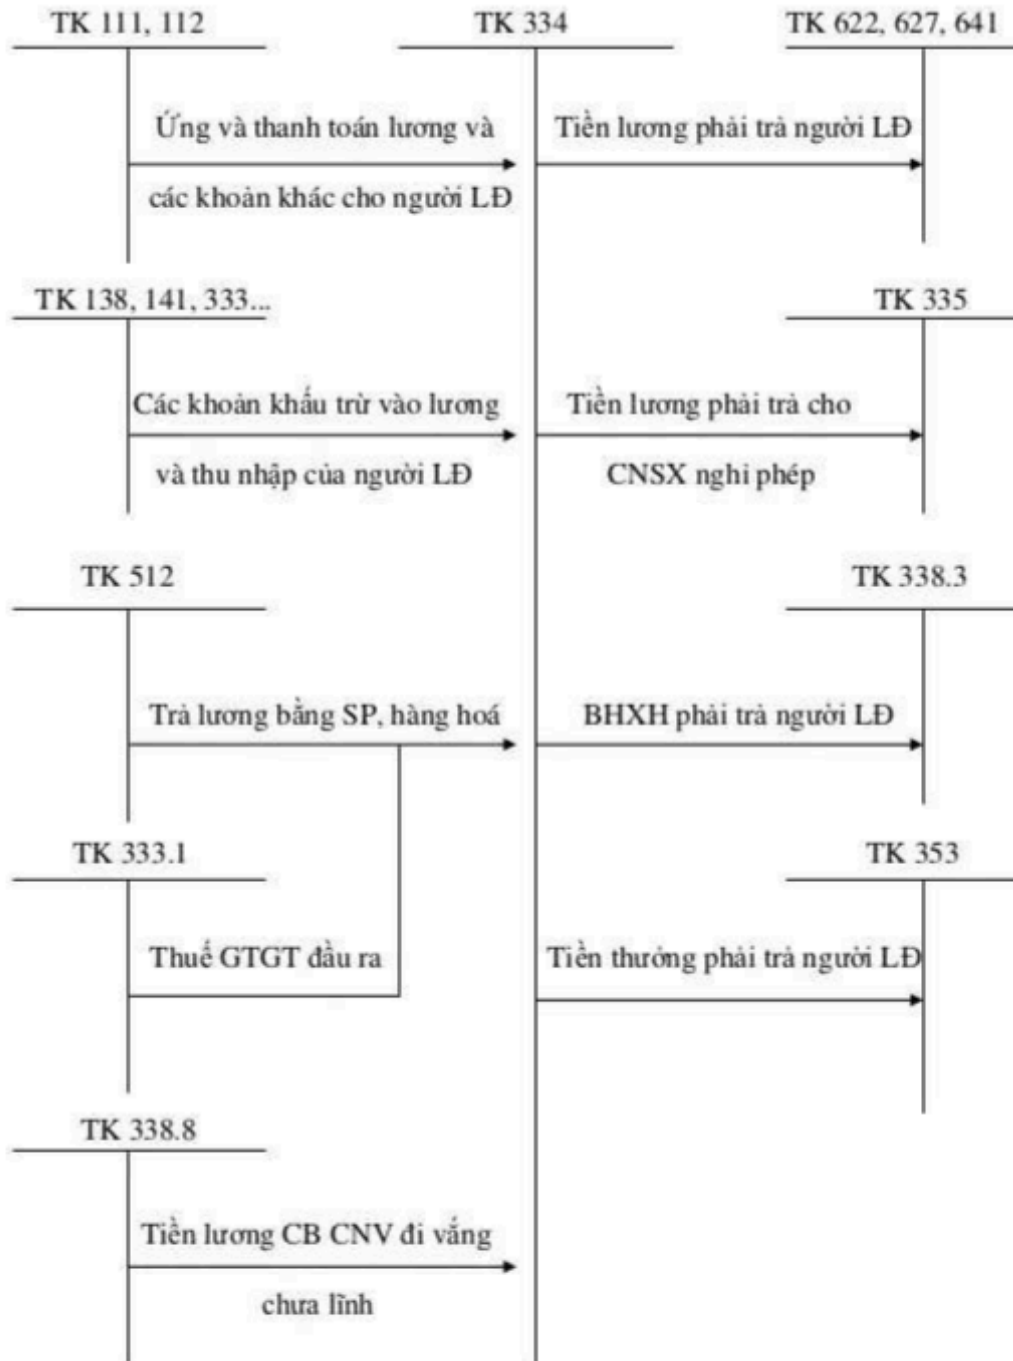 TK 111, 112
TK 334
TK 622, 627, 641
Ứng và thanh toán lương và
các khoản khác cho người LĐ
Tiền lương phải trả người LĐ
TK 138, 141, 333...
TK 335
Các khoản khấu trừ vào lương
và thu nhập của người LĐ
Tiền lương phải trả cho
CNSX nghỉ phép
TK 512
TK 338.3
Trả lương bằng SP, hàng hoá
BHXH phải trả người LĐ
TK 333.1
TK 353
Thuế GTGT đầu ra
Tiền thưởng phải trả người LĐ
TK 338.8
Tiền lương CB CNV đi vắng
chưa lĩnh